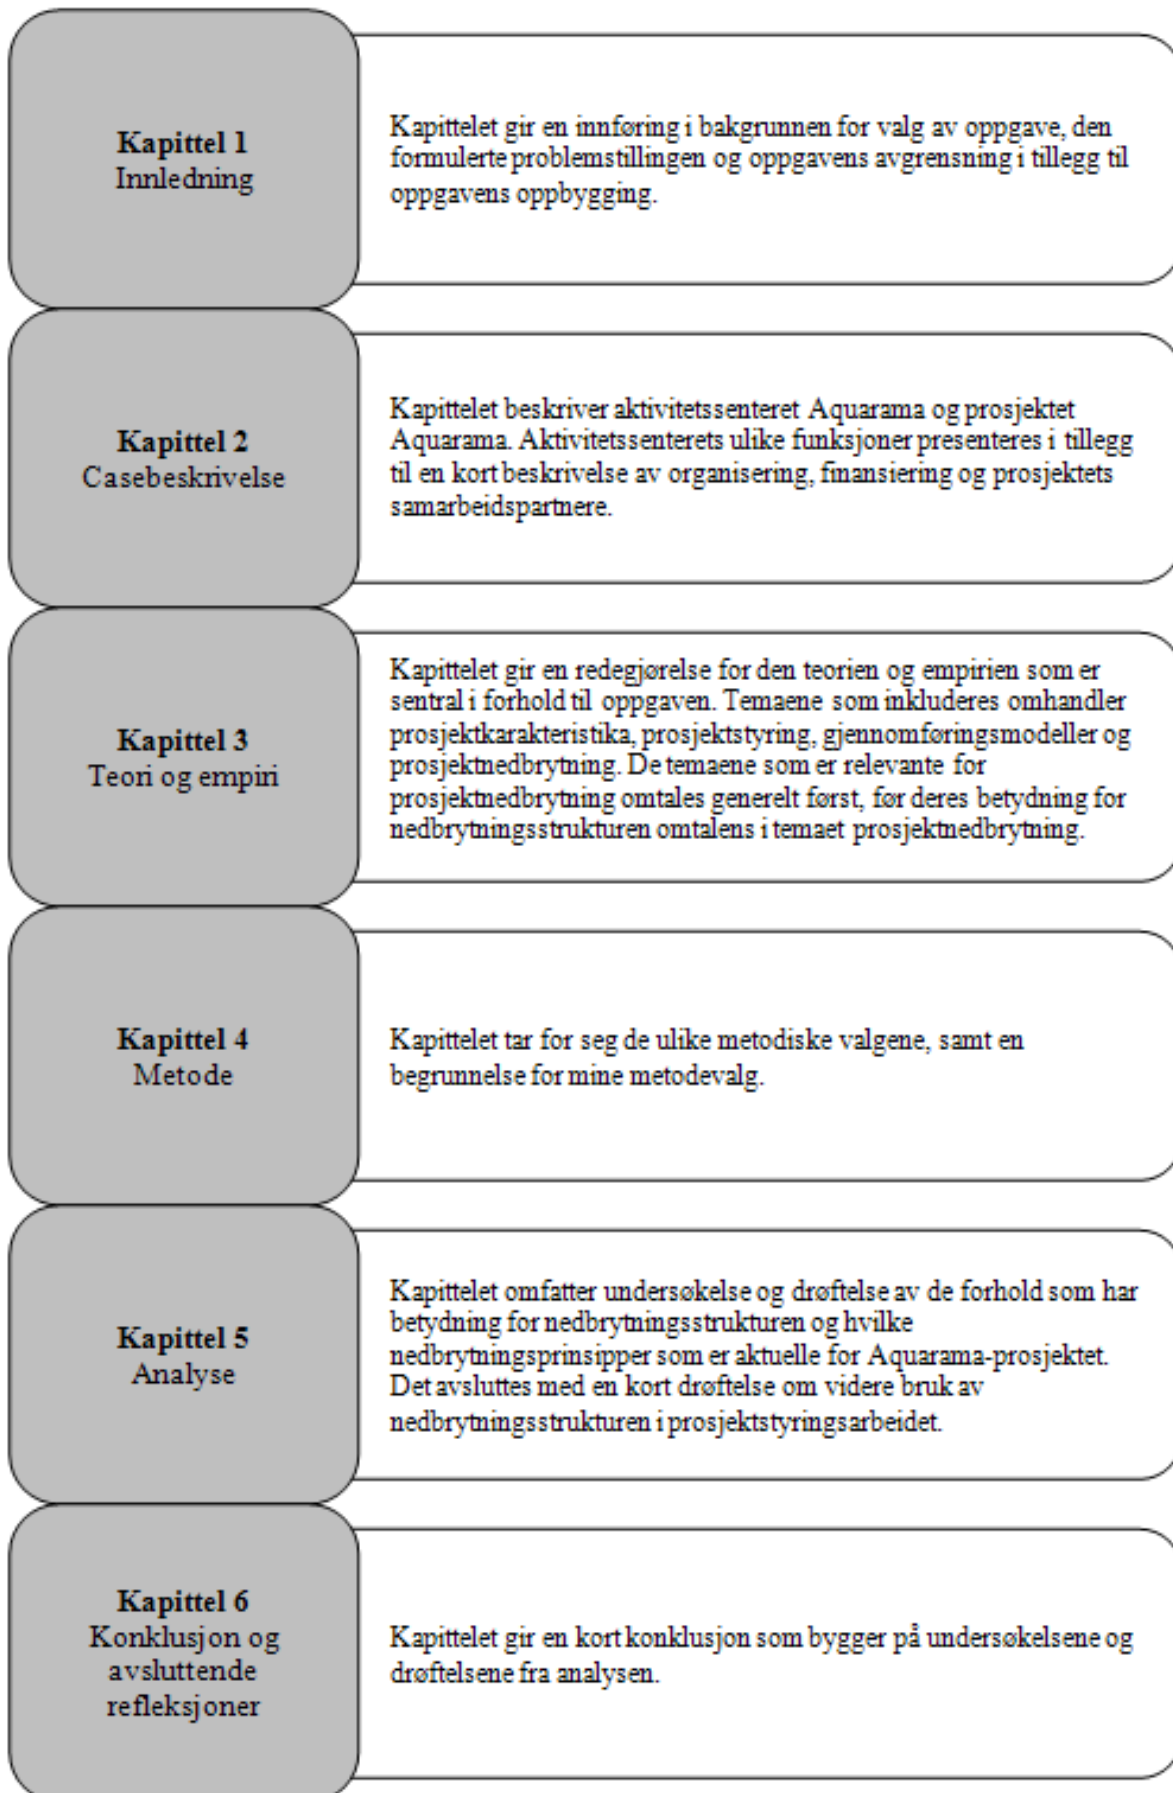 Kapittel 1
Innledning
Kapittelet gir en innføring i bakgrunnen for valg av oppgave, den
formulerte problemstillingen og oppgavens avgrensning i tillegg til
oppgavens oppbygging.
Kapittel 2
Casebeskrivelse
Kapittelet beskriver aktivitetssenteret Aquarama og prosjektet
Aquarama. Aktivitetssenterets ulike funksjoner presenteres i tillegg
til en kort beskrivelse av organisering, finansiering og prosjektets
samarbeidspartnere.
Kapittel 3
Teori og empiri
Kapittelet gir en redegjørelse for den teorien og empirien som er
sentral i forhold til oppgaven. Temaene som inkluderes omhandler
prosjektkarakteristika, prosjektstyring, gjennomføringsmodeller og
prosjektnedbrytning. De temaene som er relevante for
prosjektnedbrytning omtales generelt først, før deres betydning for
nedbrytningsstrukturen omtalens i temaet prosjektnedbrytning.
Kapittel 4
Metode
Kapittelet tar for seg de ulike metodiske valgene, samt en
begrunnelse for mine metodevalg.
Kapittel 5
Analyse
Kapittelet omfatter undersøkelse og drøftelse av de forhold som har
betydning for nedbrytningsstrukturen og hvilke
nedbrytningsprinsipper som er aktuelle for Aquarama-prosjektet.
Det avsluttes med en kort drøftelse om videre bruk av
nedbrytningsstrukturen i prosjektstyringsarbeidet.
Kapittel 6
Konklusjon og
avsluttende
refleksjoner
Kapittelet gir en kort konklusjon som bygger på undersøkelsene og
drøftelsene fra analysen.